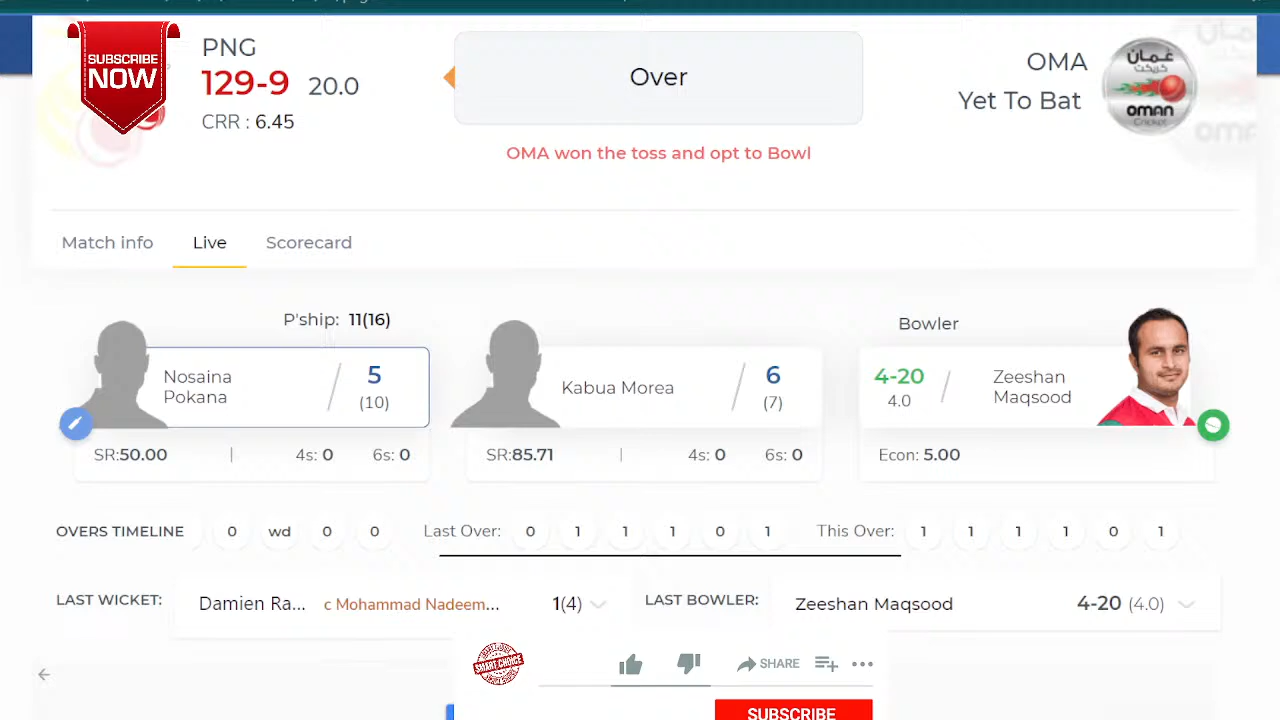 SUBSCRIBE
NOW
PNG
129-9 20.0
CRR : 6.45
Over
OMA won the toss and opt to Bowl
OMA
Yet To Bat
عُمان
كريكت
OMAN
Cricket
Match info Live Scorecard
P'ship: 11(16)
Nosaina
Pokana
5
(10)
SR:50.00 | 4s: 0 6s: 0
Kabua Morea
6
(7)
SR:85.71 | 4s: 0 6s: 0
Bowler
4-20
4.0
Zeeshan
Maqsood
Econ: 5.00
OVERS TIMELINE 0 wd 0 0 Last Over: 0 1 1 1 0 1 This Over: 1 1 1 1 0 1
LAST WICKET: Damien Ra... c Mohammad Nadeem... 1(4)
LAST BOWLER: Zeeshan Maqsood 4-20 (4.0)
SMART CHOICE
SHARE
SUBSCRIBE